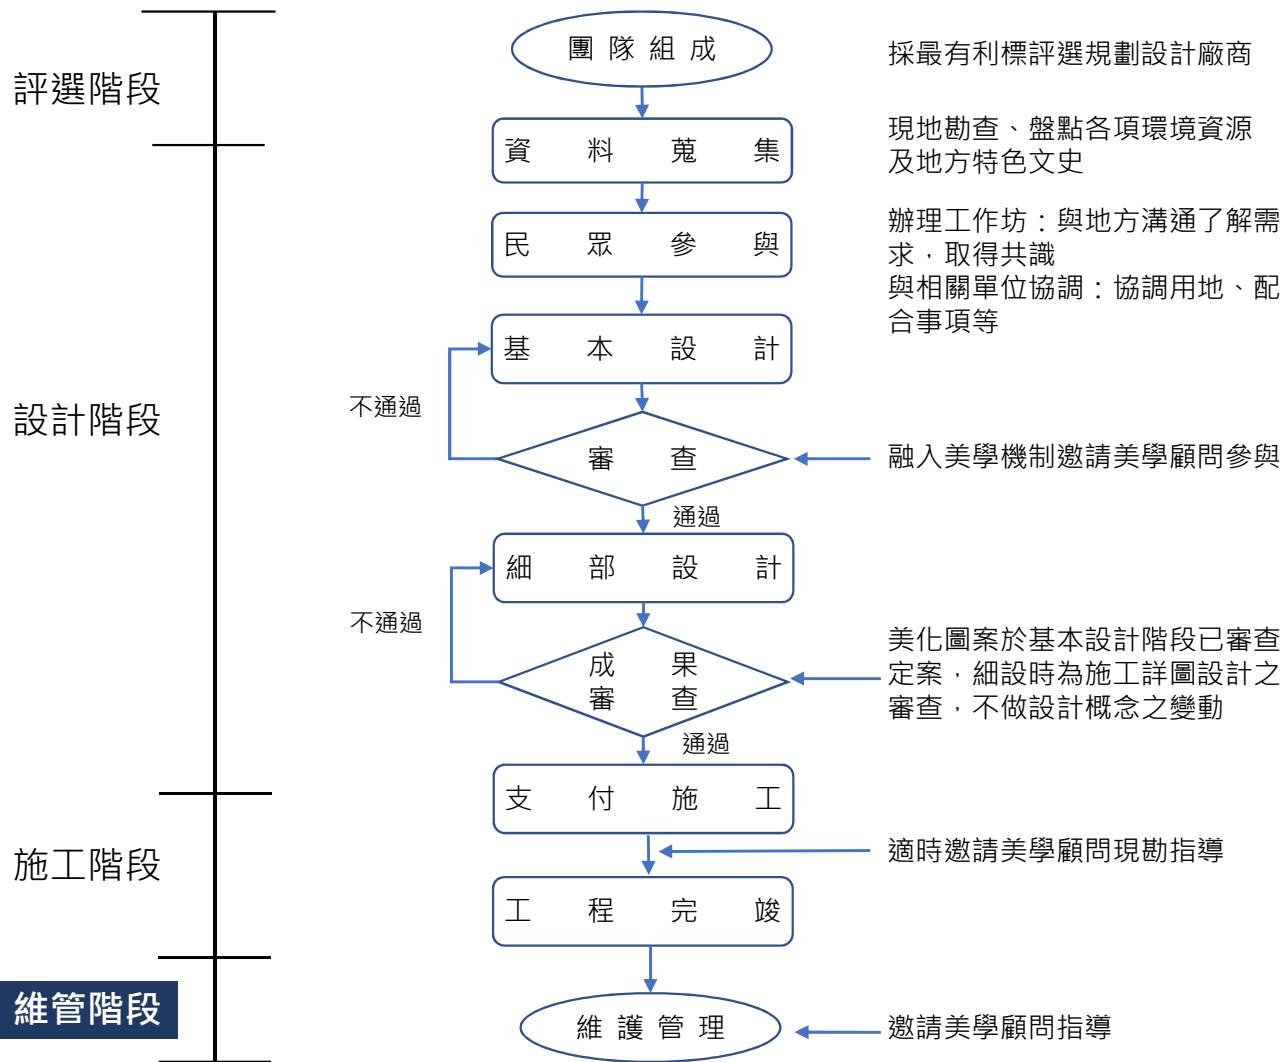 團隊組成
採最有利標評選規劃設計廠商
評選階段
資料蒐集
現地勘查、盤點各項環境資源
及地方特色文史
民眾參與
辦理工作坊：與地方溝通了解需
求，取得共識
與相關單位協調：協調用地、配
合事項等
基本設計
不通過
設計階段
審查
融入美學機制邀請美學顧問參與
通過
細部設計
不通過
成果
審查
美化圖案於基本設計階段已審查
定案，細設時為施工詳圖設計之
審查，不做設計概念之變動
通過
支付施工
施工階段
適時邀請美學顧問現勘指導
工程完竣
維管階段
維護管理
邀請美學顧問指導